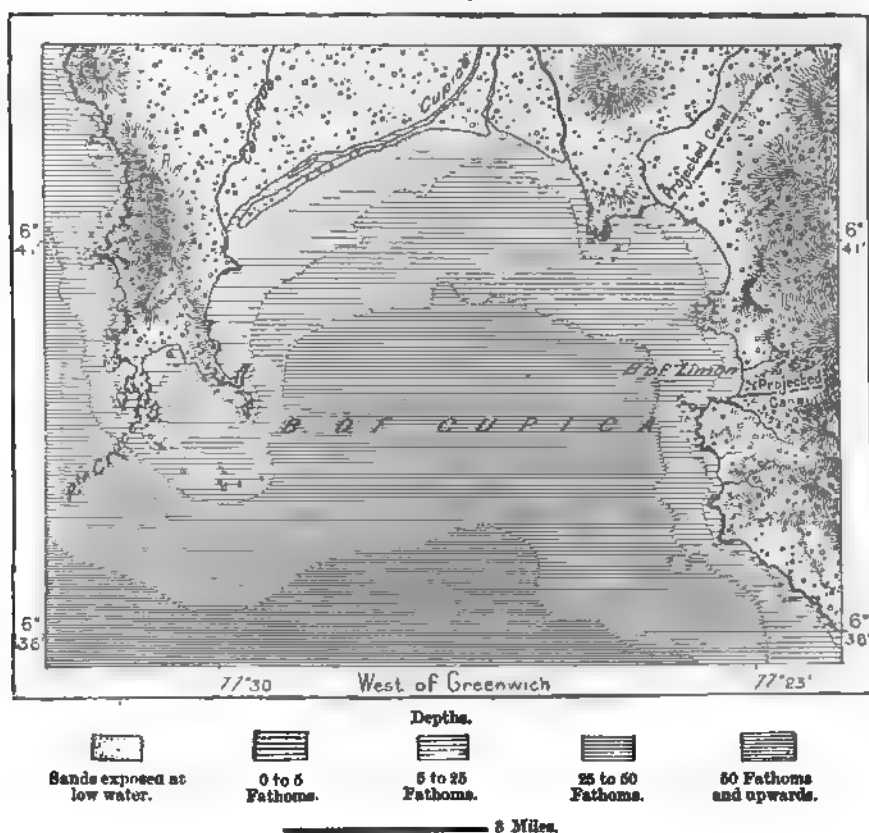 Cupica
Projected Canal
6°
41'
6°
41'
B. of Limon
Projected
Canal
B. OF CUPICA
6°
38'
6°
38'
77°30'
West of Greenwich
77°23'
Depths.
Sands exposed at
low water.
0 to 5
Fathoms.
5 to 25
Fathoms.
25 to 50
Fathoms.
50 Fathoms
and upwards.
3 Miles.